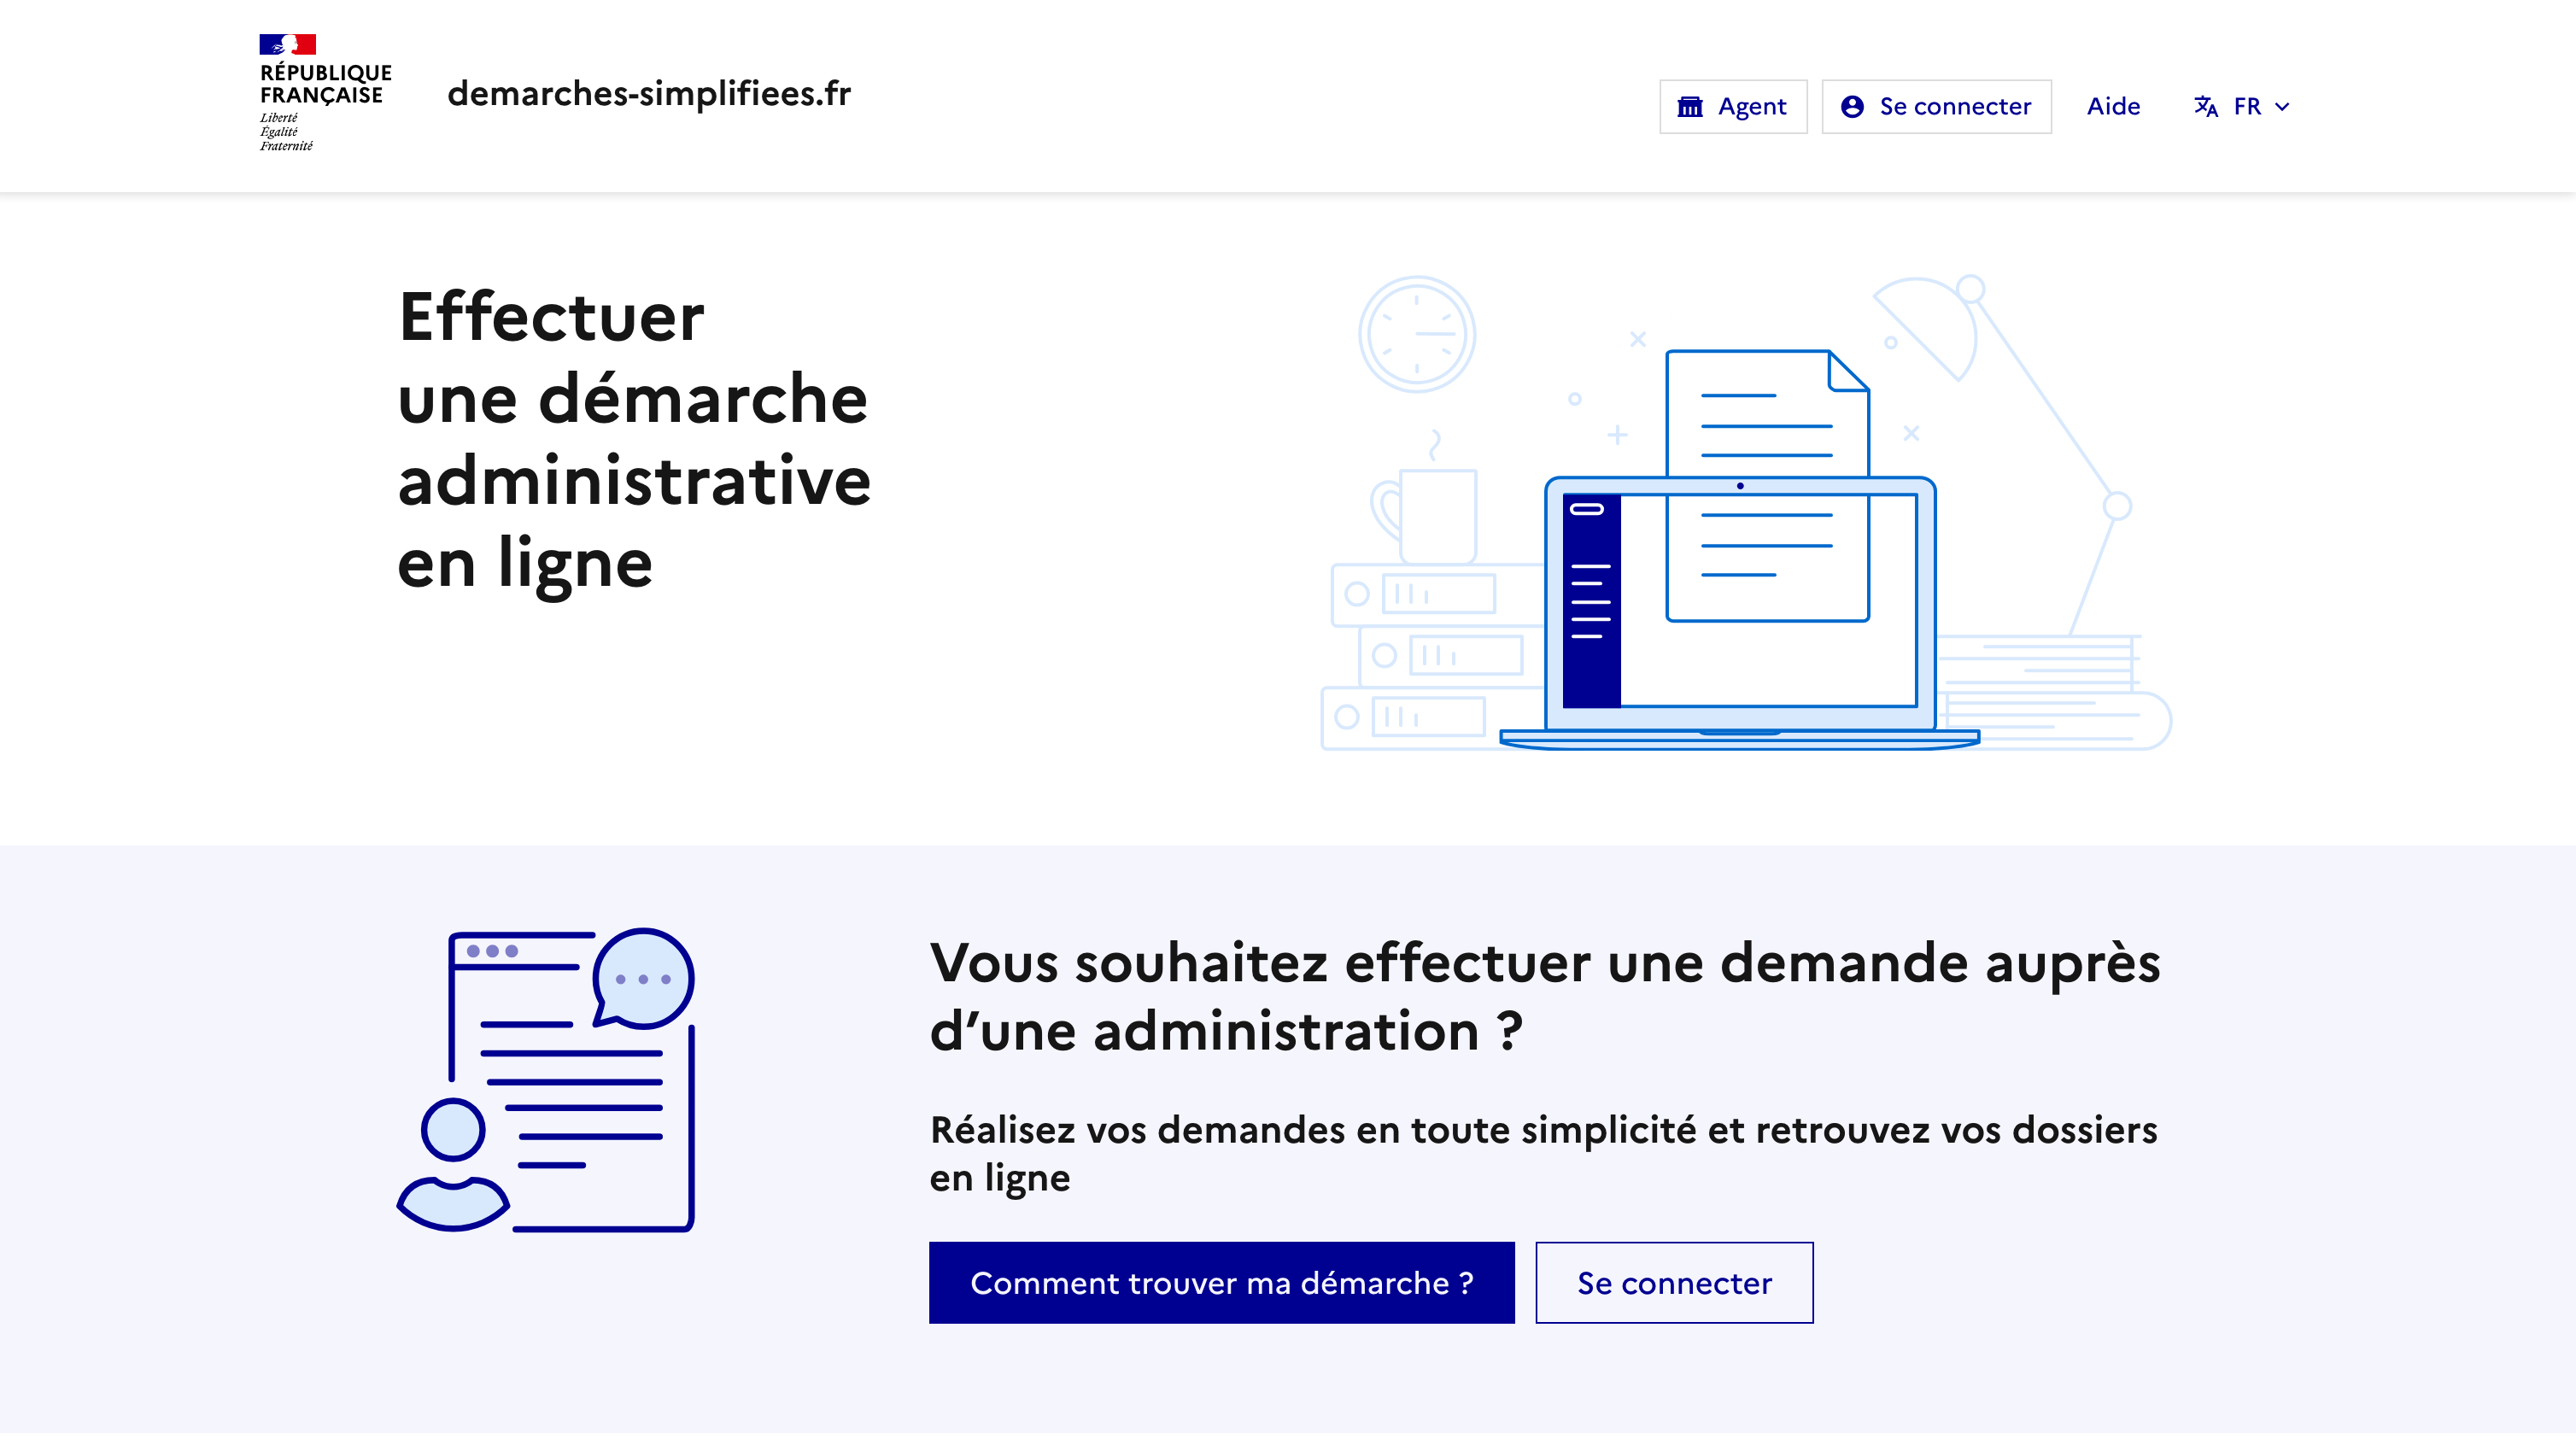 RÉPUBLIQUE
FRANÇAISE
Liberté
Égalité
Fraternité
demarches-simplifiees.fr
Agent
Se connecter
Aide
FR
Effectuer
une démarche
administrative
en ligne
Vous souhaitez effectuer une demande auprès
d’une administration ?
Réalisez vos demandes en toute simplicité et retrouvez vos dossiers
en ligne
Comment trouver ma démarche ?
Se connecter